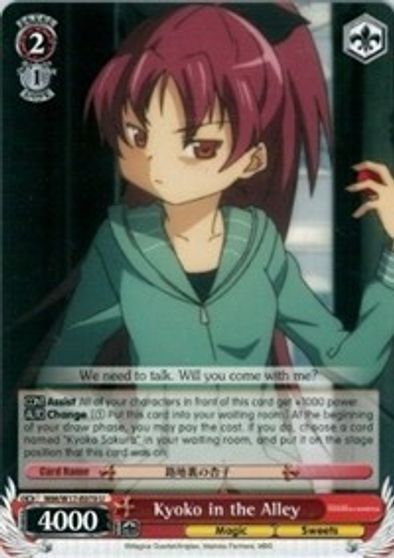 2
1
We need to talk. Will you come with me?
CONT Assist All of your characters in front of this card get +1000 power.
AUTO Change [(1) Put this card into your waiting room] At the beginning
of your draw phase, you may pay the cost. If you do, choose a card
named "Kyoko Sakura" in your waiting room, and put it on the stage
position that this card was on.
Card Name 路地裏の杏子
Kyoko in the Alley
4000
Magic Sweets